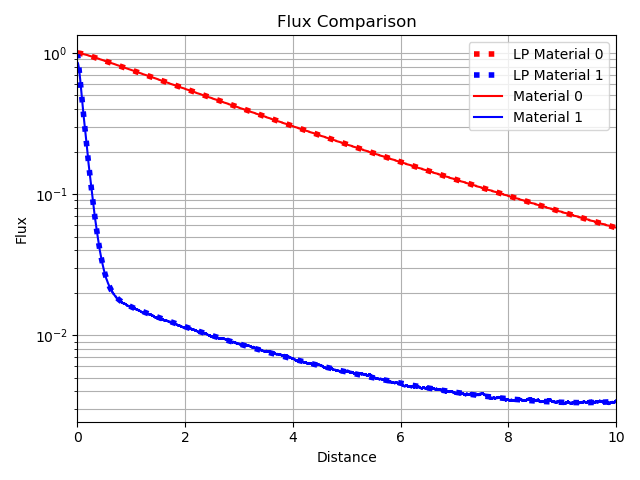 Flux Comparison
10⁰
10⁻¹
10⁻²
Flux
LP Material 0
LP Material 1
Material 0
Material 1
0 2 4 6 8 10
Distance